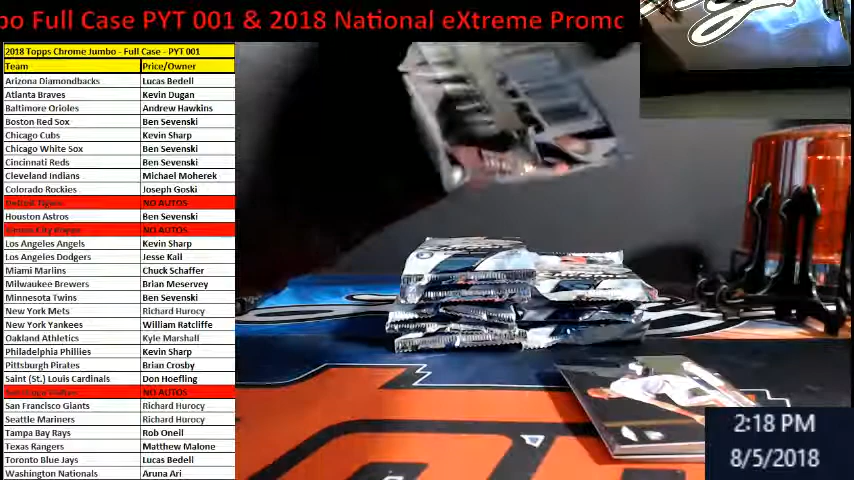 oo Full Case PYT 001 & 2018 National eXtreme Promo
2018 Topps Chrome Jumbo - Full Case - PYT 001
Team Price/Owner
Arizona Diamondbacks Lucas Bedell
Atlanta Braves Kevin Dugan
Baltimore Orioles Andrew Hawkins
Boston Red Sox Ben Sevenski
Chicago Cubs Kevin Sharp
Chicago White Sox Ben Sevenski
Cincinnati Reds Ben Sevenski
Cleveland Indians Michael Moherek
Colorado Rockies Joseph Goski
Detroit Tigers NO AUTOS
Houston Astros Ben Sevenski
Kansas City Royals NO AUTOS
Los Angeles Angels Kevin Sharp
Los Angeles Dodgers Jesse Kail
Miami Marlins Chuck Schaffer
Milwaukee Brewers Brian Meservey
Minnesota Twins Ben Sevenski
New York Mets Richard Hurocy
New York Yankees William Ratcliffe
Oakland Athletics Kyle Marshall
Philadelphia Phillies Kevin Sharp
Pittsburgh Pirates Brian Crosby
Saint (St.) Louis Cardinals Don Hoefling
San Diego Padres NO AUTOS
San Francisco Giants Richard Hurocy
Seattle Mariners Richard Hurocy
Tampa Bay Rays Rob Oneil
Texas Rangers Matthew Malone
Toronto Blue Jays Lucas Bedell
Washington Nationals Aruna Ari
2:18 PM
8/5/2018